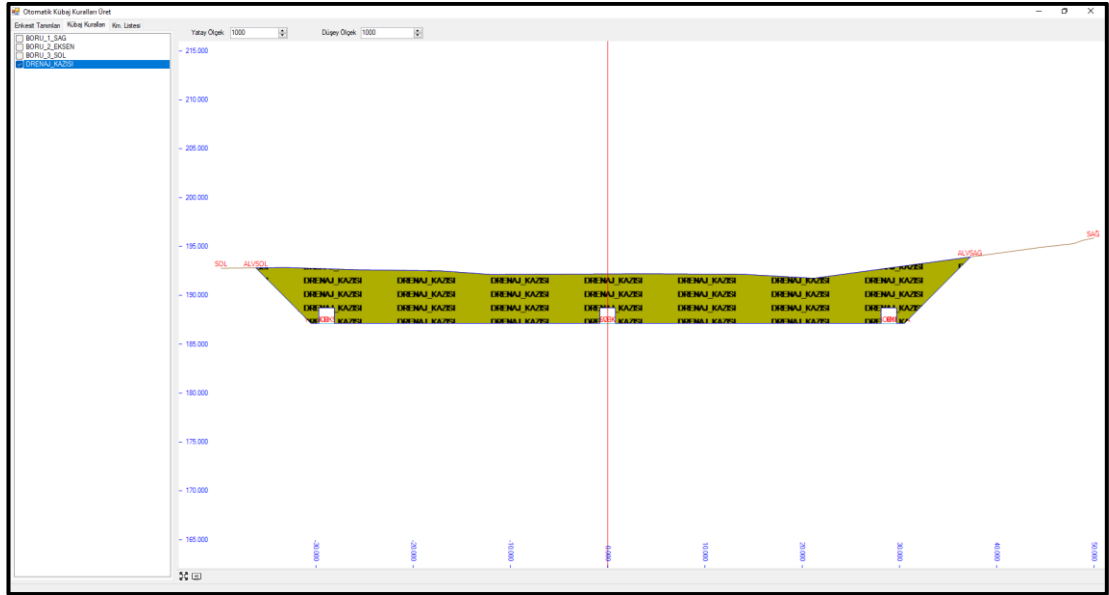 Otomatik Kübaj Kuralları Üret
Enkesit Tanımları Kübaj Kuralları Km. Listesi
BORU_1_SAG
BORU_2_EKSEN
BORU_3_SOL
DRENAJ_KAZISI
Yatay Ölçek 1000 Düşey Ölçek 1000
215.000
210.000
205.000
200.000
195.000
190.000
185.000
180.000
175.000
170.000
165.000
SOL ALVSOL ALVSAG SAĞ
DRENAJ_KAZISI DRENAJ_KAZISI DRENAJ_KAZISI DRENAJ_KAZISI DRENAJ_KAZISI DRENAJ_KAZISI DRENAJ_KAZISI
DRENAJ_KAZISI DRENAJ_KAZISI DRENAJ_KAZISI DRENAJ_KAZISI DRENAJ_KAZISI DRENAJ_KAZISI
DRENAJ_KAZISI DRENAJ_KAZISI DRENAJ_KAZISI DRENAJ_KAZISI
-30.000 -20.000 -10.000 0.000 10.000 20.000 30.000 40.000 50.000